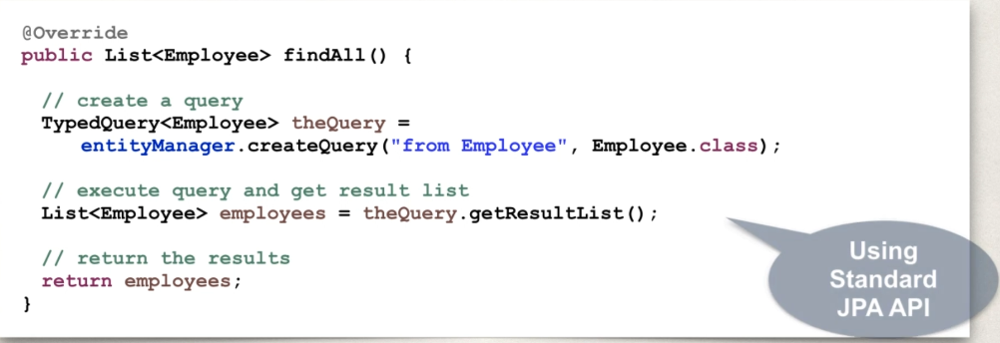 @Override
public List<Employee> findAll() {
// create a query
TypedQuery<Employee> theQuery =
entityManager.createQuery("from Employee", Employee.class);
// execute query and get result list
List<Employee> employees = theQuery.getResultList();
// return the results
return employees;
}
Using
Standard
JPA API